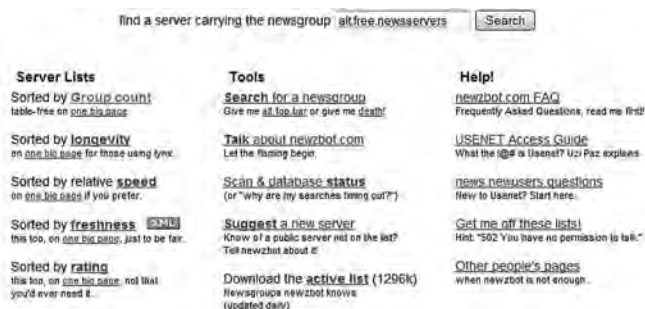 find a server carrying the newsgroup alt.free.newsservers Search
Server Lists
Sorted by Group count
table-free on one big page
Sorted by longevity
on one big page for those using lynx.
Sorted by relative speed
on one big page if you prefer.
Sorted by freshness
this too, on one big page, just to be fair.
Sorted by rating
this too, on one big page, not that
you'd ever need it.
Tools
Search for a newsgroup
Give me alt.foo.bar or give me death!
Talk about newzbot.com
Let the flaming begin.
Scan & database status
(or "why are my searches timing out?")
Suggest a new server
Know of a public server not on the list?
Tell newzbot about it!
Download the active list (1296k)
Newsgroups newzbot knows
(updated daily)
Help!
newzbot.com FAQ
Frequently Asked Questions, read me first!
USENET Access Guide
What the !@# is Usenet? Uzi Paz explains.
news newusers questions
New to Usenet? Start here.
Get me off these lists!
Hint: "502 You have no permission to talk."
Other people's pages
when newzbot is not enough.